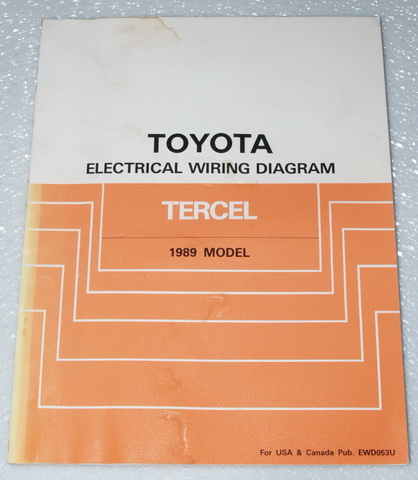 TOYOTA
ELECTRICAL WIRING DIAGRAM
TERCEL
1989 MODEL
For USA & Canada Pub. EWD053U